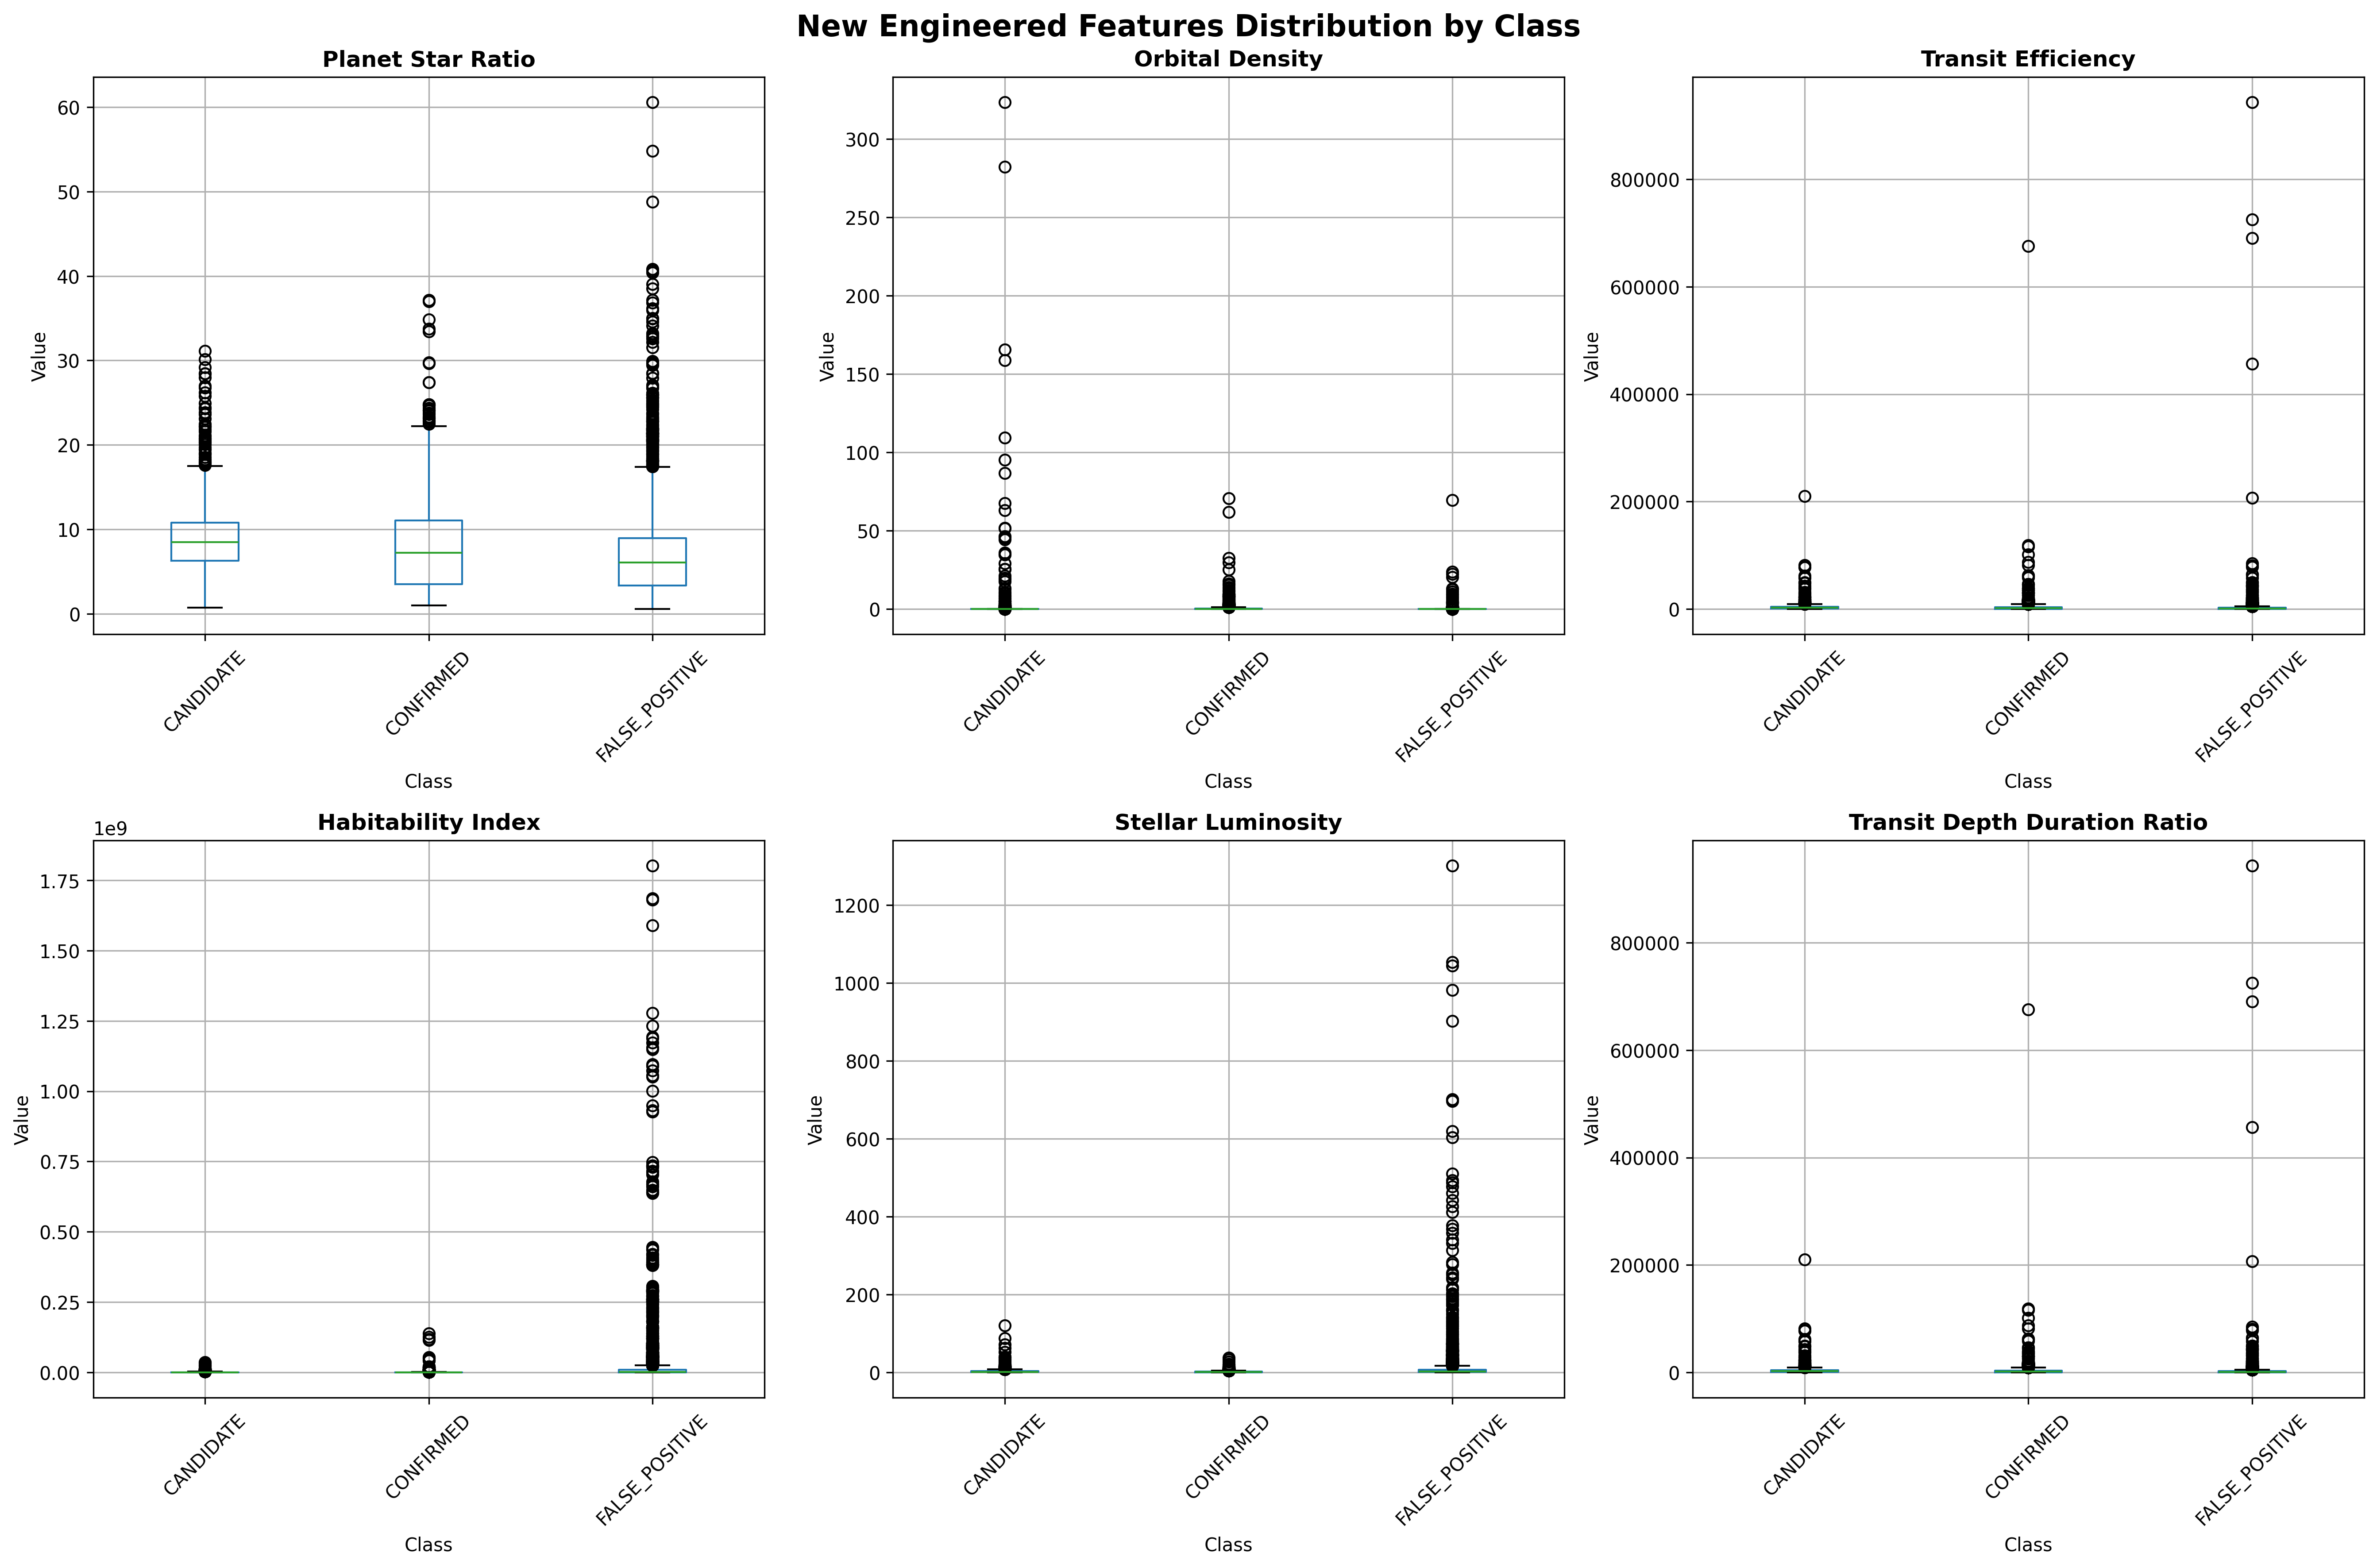 New Engineered Features Distribution by Class
Planet Star Ratio
Value
60
50
40
30
20
10
0
CANDIDATE
CONFIRMED
FALSE_POSITIVE
Class
Orbital Density
Value
300
250
200
150
100
50
0
CANDIDATE
CONFIRMED
FALSE_POSITIVE
Class
Transit Efficiency
Value
800000
600000
400000
200000
0
CANDIDATE
CONFIRMED
FALSE_POSITIVE
Class
Habitability Index
1e9
Value
1.75
1.50
1.25
1.00
0.75
0.50
0.25
0.00
CANDIDATE
CONFIRMED
FALSE_POSITIVE
Class
Stellar Luminosity
Value
1200
1000
800
600
400
200
0
CANDIDATE
CONFIRMED
FALSE_POSITIVE
Class
Transit Depth Duration Ratio
Value
800000
600000
400000
200000
0
CANDIDATE
CONFIRMED
FALSE_POSITIVE
Class